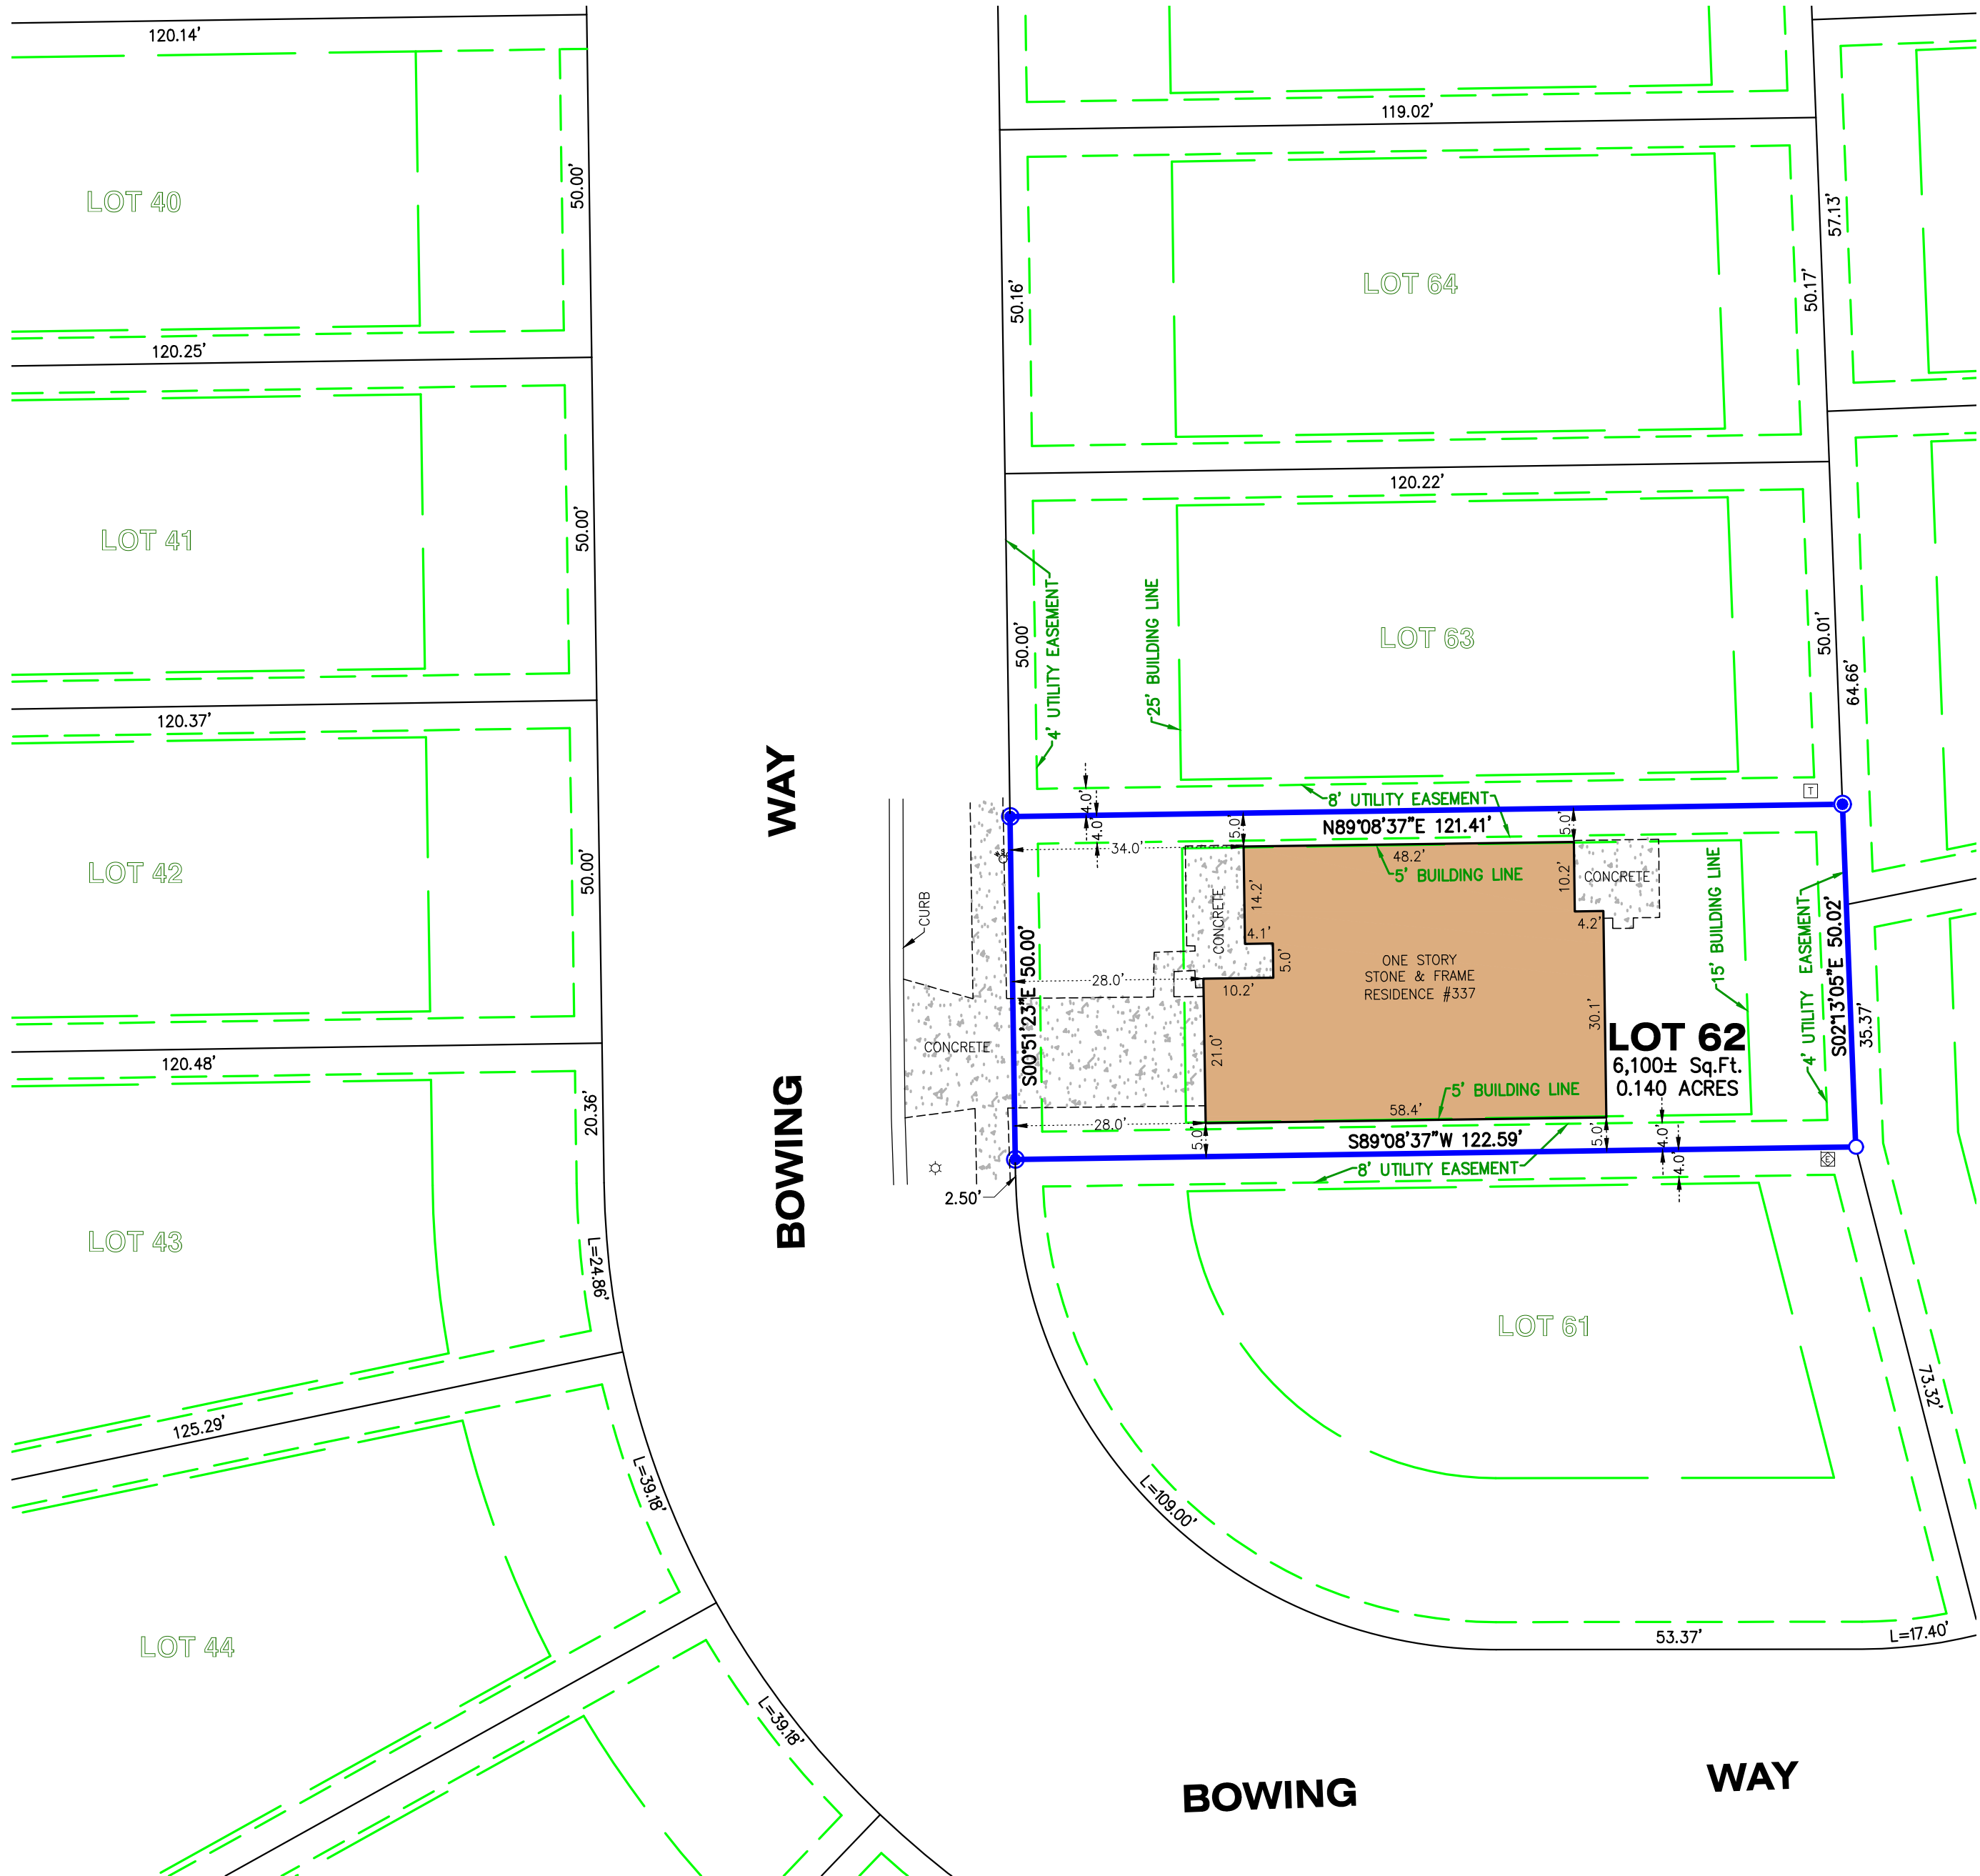 120.14'
119.02'
50.00'
57.13'
LOT 40
LOT 64
50.16'
50.17'
120.25'
120.22'
50.00'
LOT 41
4' UTILITY EASEMENT
25' BUILDING LINE
50.00'
LOT 63
50.01'
64.66'
120.37'
WAY
4.0'
4.0'
8' UTILITY EASEMENT
T
N89°08'37"E 121.41'
5.0'
5.0'
34.0'
48.2'
5' BUILDING LINE
LOT 42
50.00'
CURB
CONCRETE
14.2'
10.2'
CONCRETE
15' BUILDING LINE
4' UTILITY EASEMENT
S02°13'05"E 50.02'
4.1'
4.2'
5.0'
28.0'
10.2'
ONE STORY
STONE & FRAME
RESIDENCE #337
S00°51'23"E 50.00'
CONCRETE
21.0'
30.1'
LOT 62
6,100± Sq.Ft.
0.140 ACRES
35.37'
120.48'
20.36'
5' BUILDING LINE
58.4'
28.0'
5.0'
S89°08'37"W 122.59'
5.0'
4.0'
4.0'
8' UTILITY EASEMENT
E
BOWING
2.50'
LOT 43
L=24.86'
LOT 61
73.32'
125.29'
L=39.18'
L=109.00'
LOT 44
53.37'
L=17.40'
L=39.18'
BOWING WAY